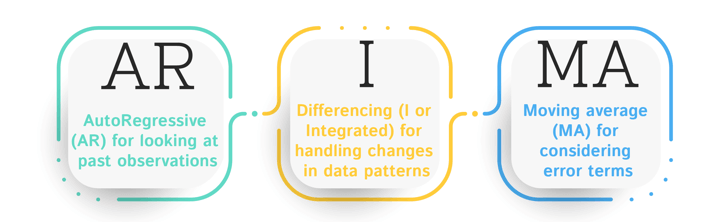 AR
AutoRegressive
(AR) for looking at
past observations
I
Differencing (I or
Integrated) for
handling changes
in data patterns
MA
Moving average
(MA) for
considering
error terms